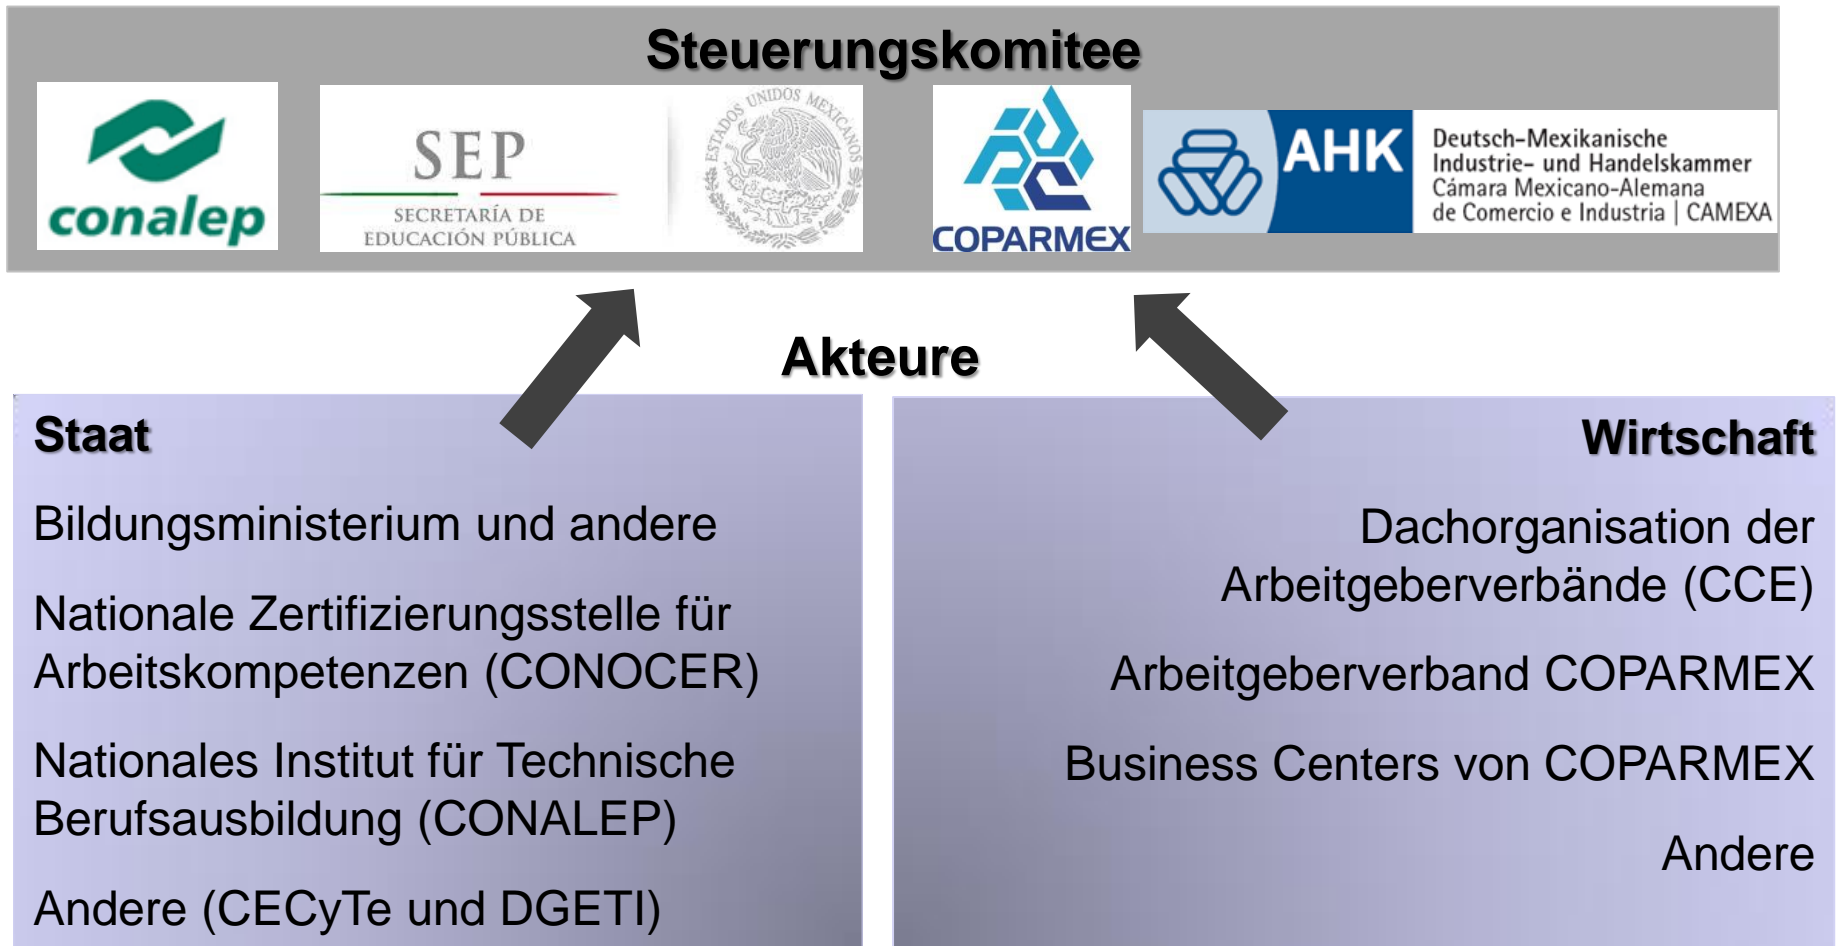 Steuerungskomitee
conalep
SEP
SECRETARÍA DE
EDUCACIÓN PÚBLICA
ESTADOS UNIDOS MEXICANOS
COPARMEX
AHK
Deutsch-Mexikanische
Industrie- und Handelskammer
Cámara Mexicano-Alemana
de Comercio e Industria | CAMEXA
Akteure
Staat
Bildungsministerium und andere
Nationale Zertifizierungsstelle für
Arbeitskompetenzen (CONOCER)
Nationales Institut für Technische
Berufsausbildung (CONALEP)
Andere (CECyTe und DGETI)
Wirtschaft
Dachorganisation der
Arbeitgeberverbände (CCE)
Arbeitgeberverband COPARMEX
Business Centers von COPARMEX
Andere